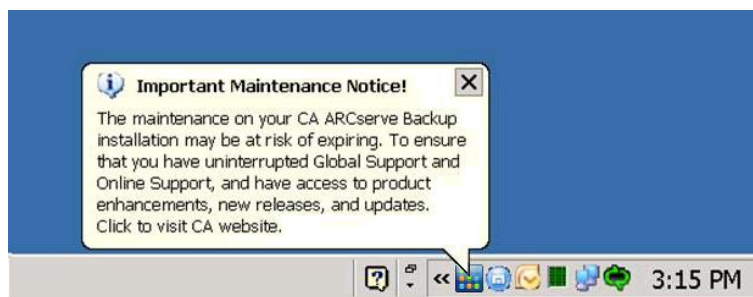 Important Maintenance Notice!
The maintenance on your CA ARCserve Backup
installation may be at risk of expiring. To ensure
that you have uninterrupted Global Support and
Online Support, and have access to product
enhancements, new releases, and updates.
Click to visit CA website.
3:15 PM